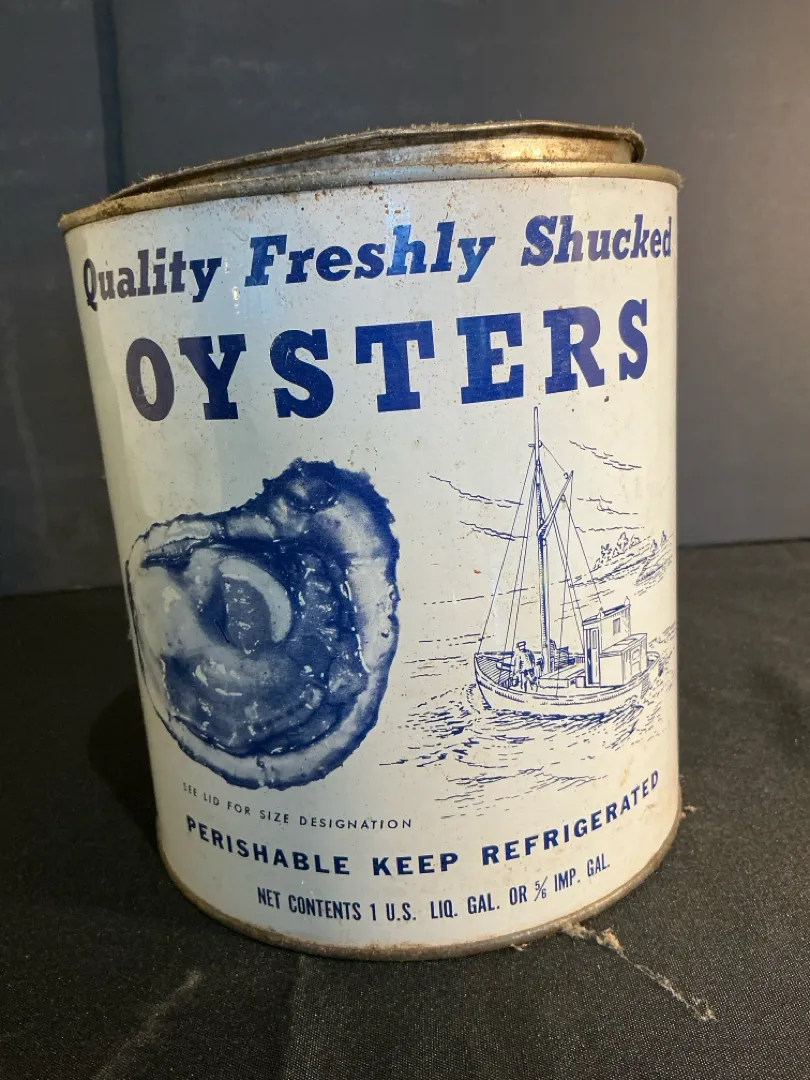 Quality Freshly Shucked
OYSTERS
SEE LID FOR SIZE DESIGNATION
PERISHABLE KEEP REFRIGERATED
NET CONTENTS 1 U.S. LIQ. GAL. OR 5/6 IMP. GAL.